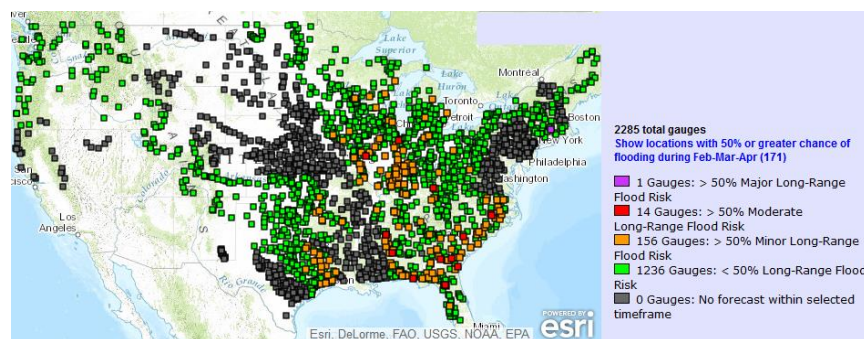 Lake
Superior
Montreal
Lake
Huron
Toronto
Boston
New York
Philadelphia
Washington
Los
Angeles
Rio Grande
Miami
Esri, DeLorme, FAO, USGS, NOAA, EPA
POWERED BY
esri
2285 total gauges
Show locations with 50% or greater chance of
flooding during Feb-Mar-Apr (171)
1 Gauges: > 50% Major Long-Range
Flood Risk
14 Gauges: > 50% Moderate
Long-Range Flood Risk
156 Gauges: > 50% Minor Long-Range
Flood Risk
1236 Gauges: < 50% Long-Range Flood
Risk
0 Gauges: No forecast within selected
timeframe